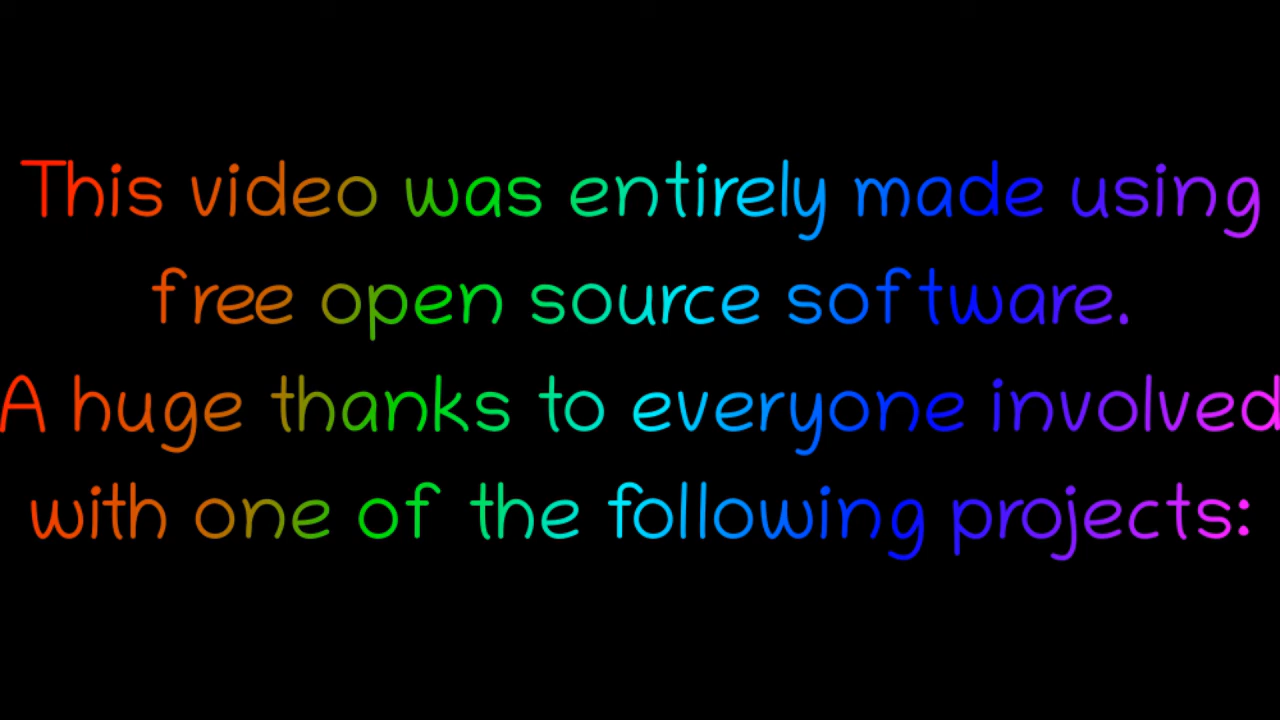 This video was entirely made using
free open source software.
A huge thanks to everyone involved
with one of the following projects: